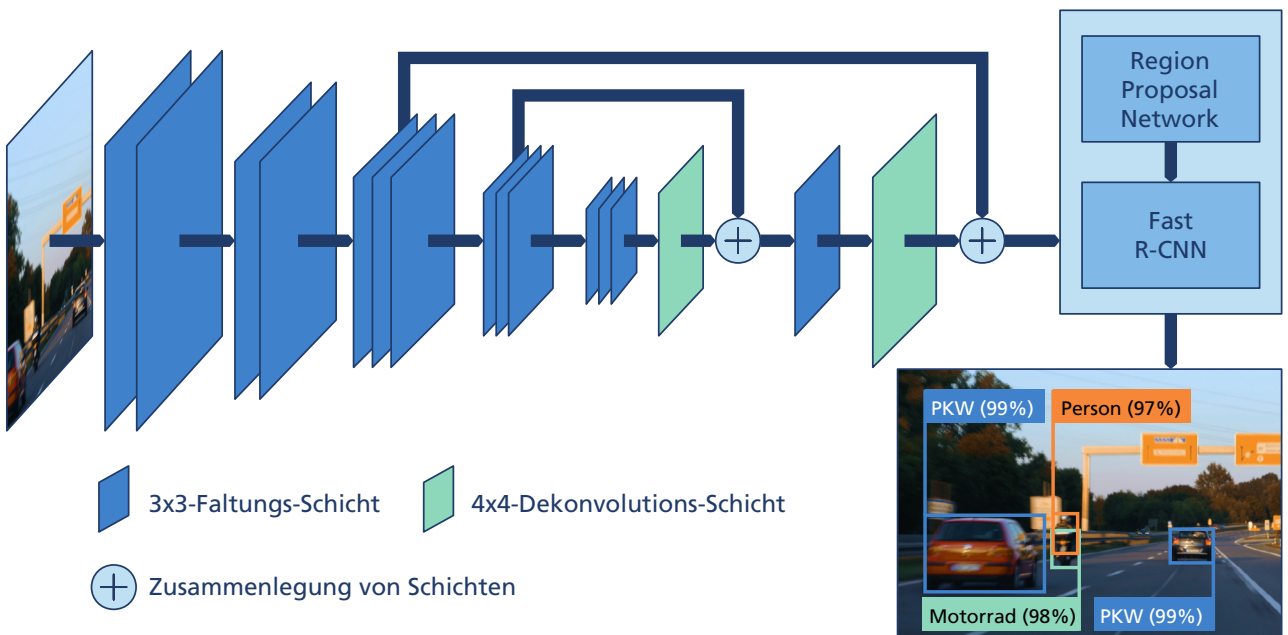 Region
Proposal
Network
Fast
R-CNN
PKW (99%)
Person (97%)
3x3-Faltungs-Schicht
4x4-Dekonvolutions-Schicht
Zusammenlegung von Schichten
Motorrad (98%)
PKW (99%)